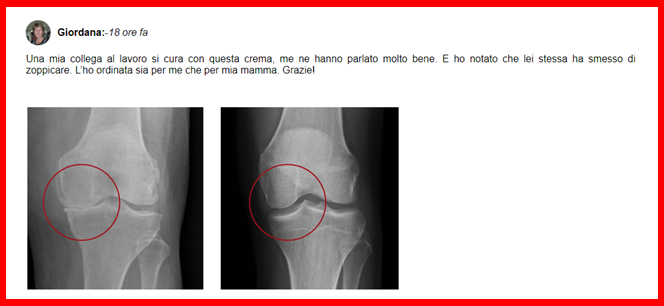 Giordana:-18 ore fa
Una mia collega al lavoro si cura con questa crema, me ne hanno parlato molto bene. E ho notato che lei stessa ha smesso di
zoppicare. L'ho ordinata sia per me che per mia mamma. Grazie!